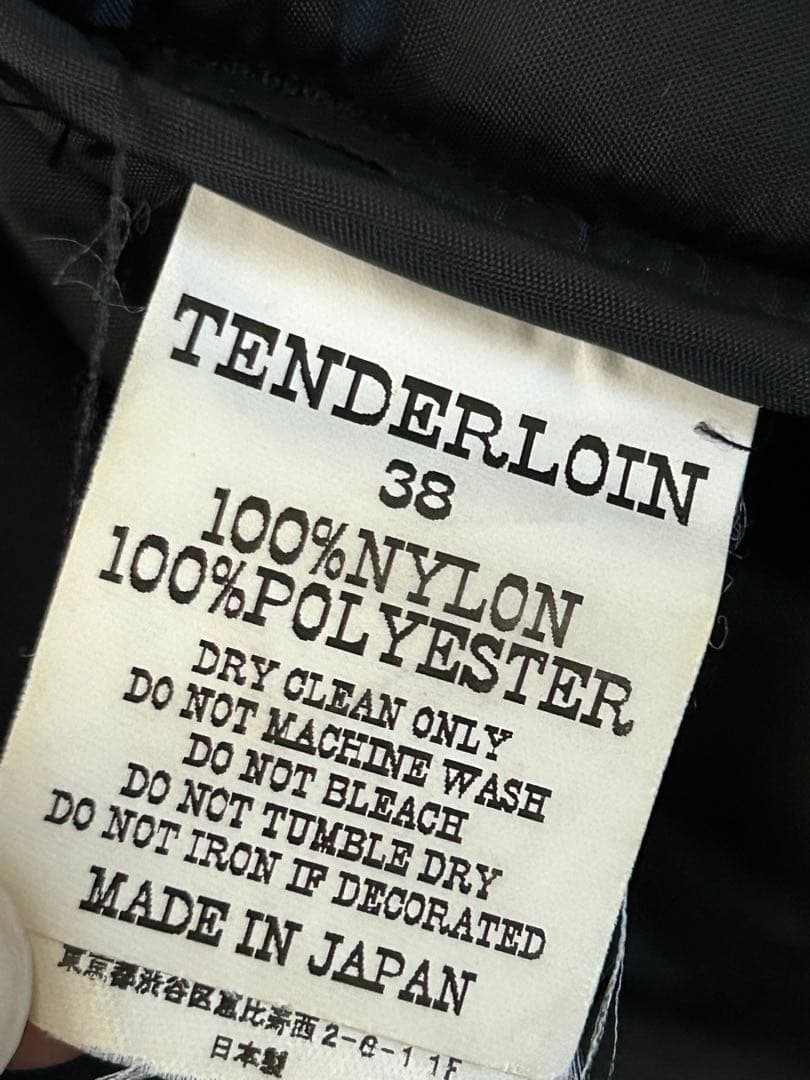 TENDERLOIN
38
100%NYLON
100%POLYESTER
DRY CLEAN ONLY
DO NOT MACHINE WASH
DO NOT BLEACH
DO NOT TUMBLE DRY
DO NOT IRON IF DECORATED
MADE IN JAPAN
東京都渋谷区恵比寿西2-6-1 1F
日本製